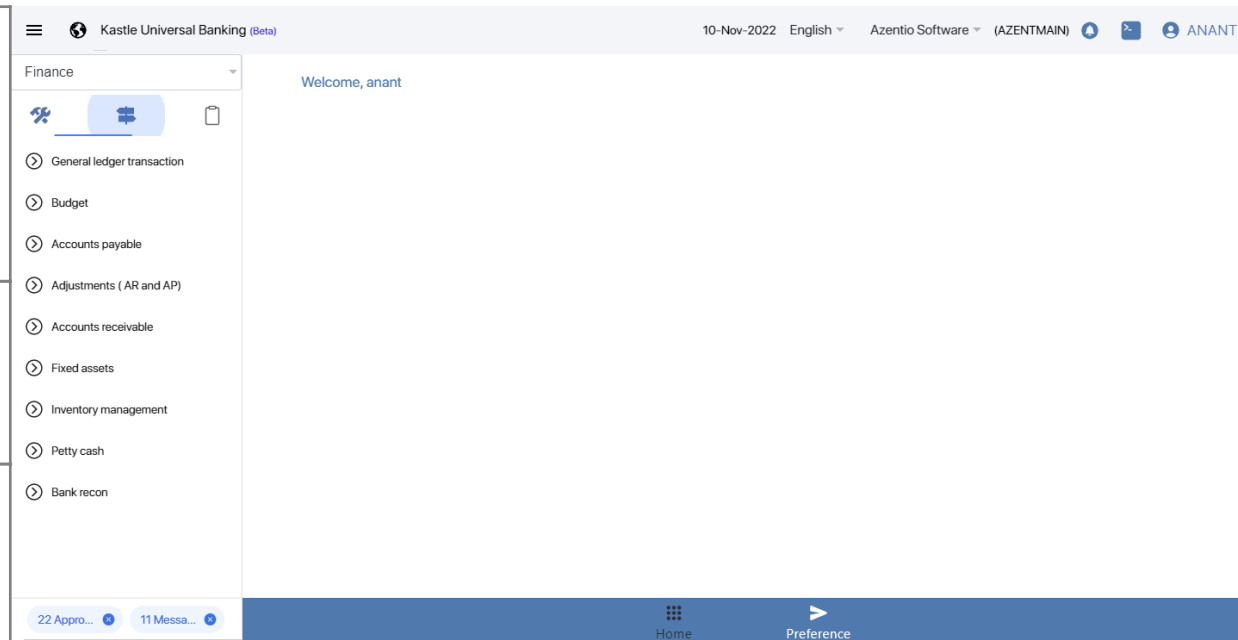 Kastle Universal Banking (Beta)
10-Nov-2022 English Azentio Software (AZENTMAIN) ANANT
Finance
Welcome, anant
General ledger transaction
Budget
Accounts payable
Adjustments ( AR and AP)
Accounts receivable
Fixed assets
Inventory management
Petty cash
Bank recon
22 Appro... 11 Messa...
Home Preference